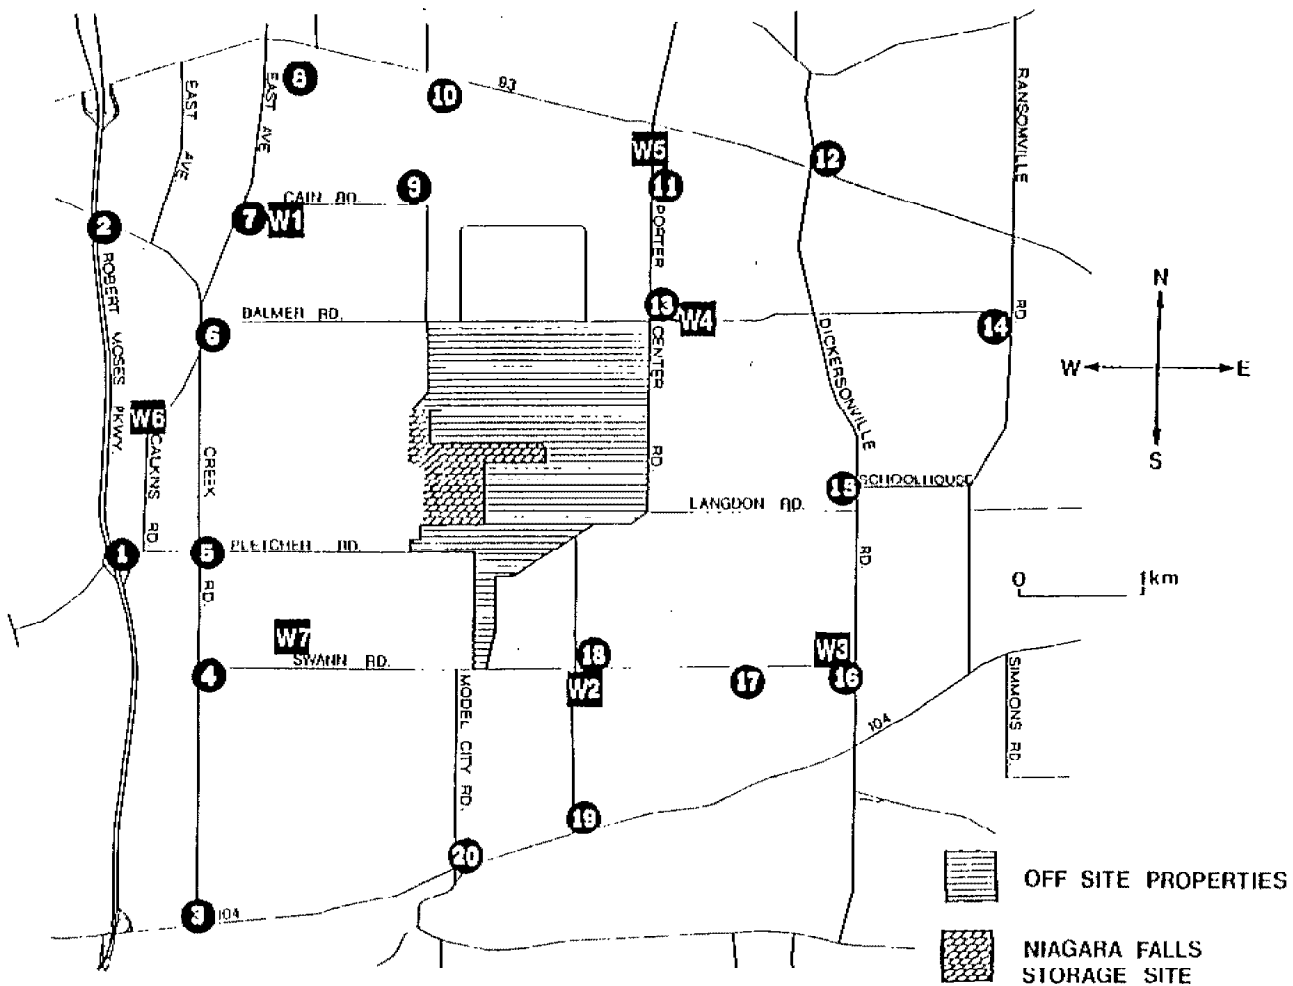 8
EAST AVE.
EAST AVE
93
10
RANSOMVILLE RD
W5
12
9
11
CAIN RD.
7
W1
2
PORTER CENTER RD.
N
ROBERT MOSES PKWY.
BALMER RD.
13
W4
6
14
DICKERSONVILLE RD.
W
E
W6
CAULKINS RD.
CREEK RD.
S
15
SCHOOLHOUSE
LANGDON RD.
1
5
PLETCHER RD.
0
1km
W7
SWANN RD.
18
W3
4
W2
17
16
MODEL CITY RD.
SIMMONS RD.
104
19
20
OFF SITE PROPERTIES
3
104
NIAGARA FALLS
STORAGE SITE